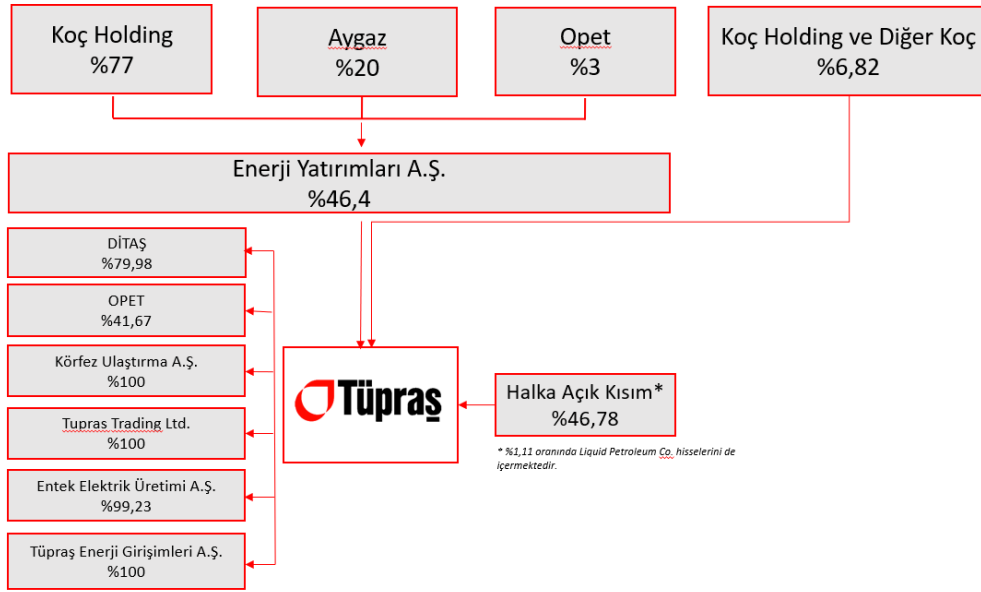 Koç Holding
%77
Aygaz
%20
Opet
%3
Koç Holding ve Diğer Koç
%6,82
Enerji Yatırımları A.Ş.
%46,4
DİTAŞ
%79,98
OPET
%41,67
Körfez Ulaştırma A.Ş.
%100
Tupras Trading Ltd.
%100
Entek Elektrik Üretimi A.Ş.
%99,23
Tüpraş Enerji Girişimleri A.Ş.
%100
Tüpraş
Halka Açık Kısım*
%46,78
* %1,11 oranında Liquid Petroleum Co. hisselerini de
içermektedir.